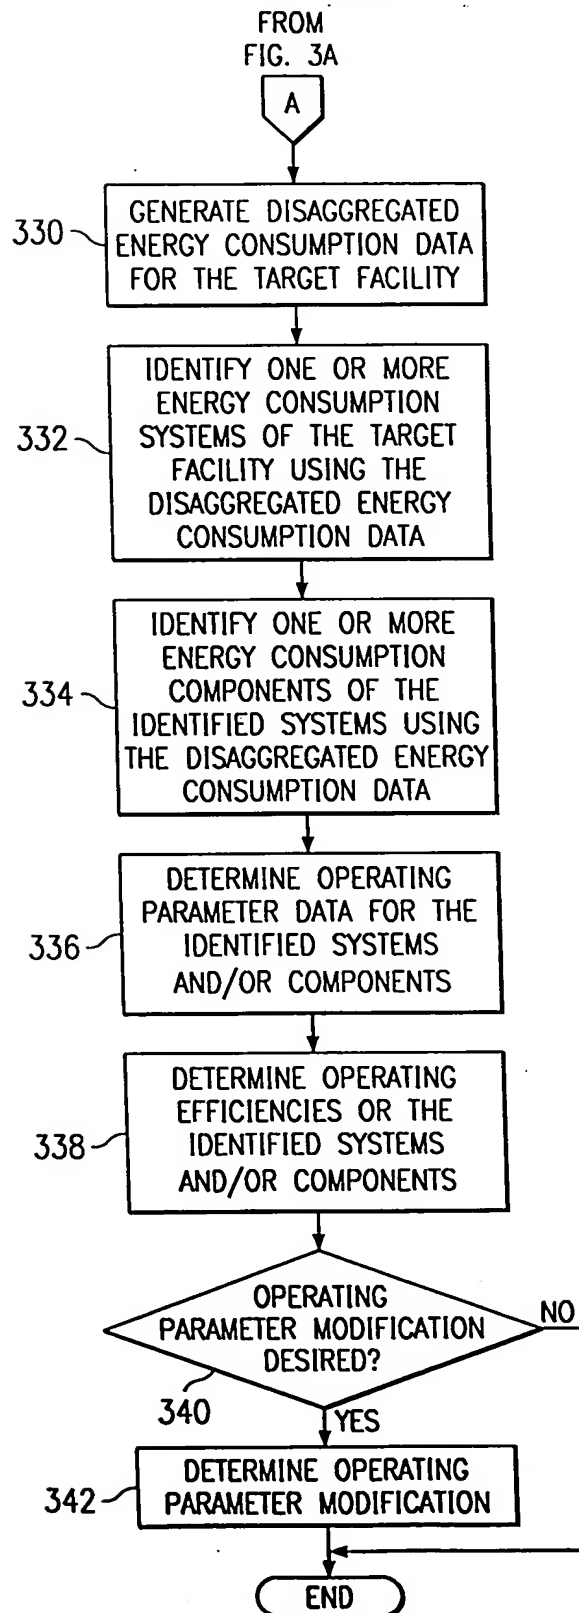 FROM
FIG. 3A
A
330
GENERATE DISAGGREGATED
ENERGY CONSUMPTION DATA
FOR THE TARGET FACILITY
332
IDENTIFY ONE OR MORE
ENERGY CONSUMPTION
SYSTEMS OF THE TARGET
FACILITY USING THE
DISAGGREGATED ENERGY
CONSUMPTION DATA
334
IDENTIFY ONE OR MORE
ENERGY CONSUMPTION
COMPONENTS OF THE
IDENTIFIED SYSTEMS USING
THE DISAGGREGATED ENERGY
CONSUMPTION DATA
336
DETERMINE OPERATING
PARAMETER DATA FOR THE
IDENTIFIED SYSTEMS
AND/OR COMPONENTS
338
DETERMINE OPERATING
EFFICIENCIES OR THE
IDENTIFIED SYSTEMS
AND/OR COMPONENTS
OPERATING
PARAMETER MODIFICATION
DESIRED?
NO
340
YES
342
DETERMINE OPERATING
PARAMETER MODIFICATION
END